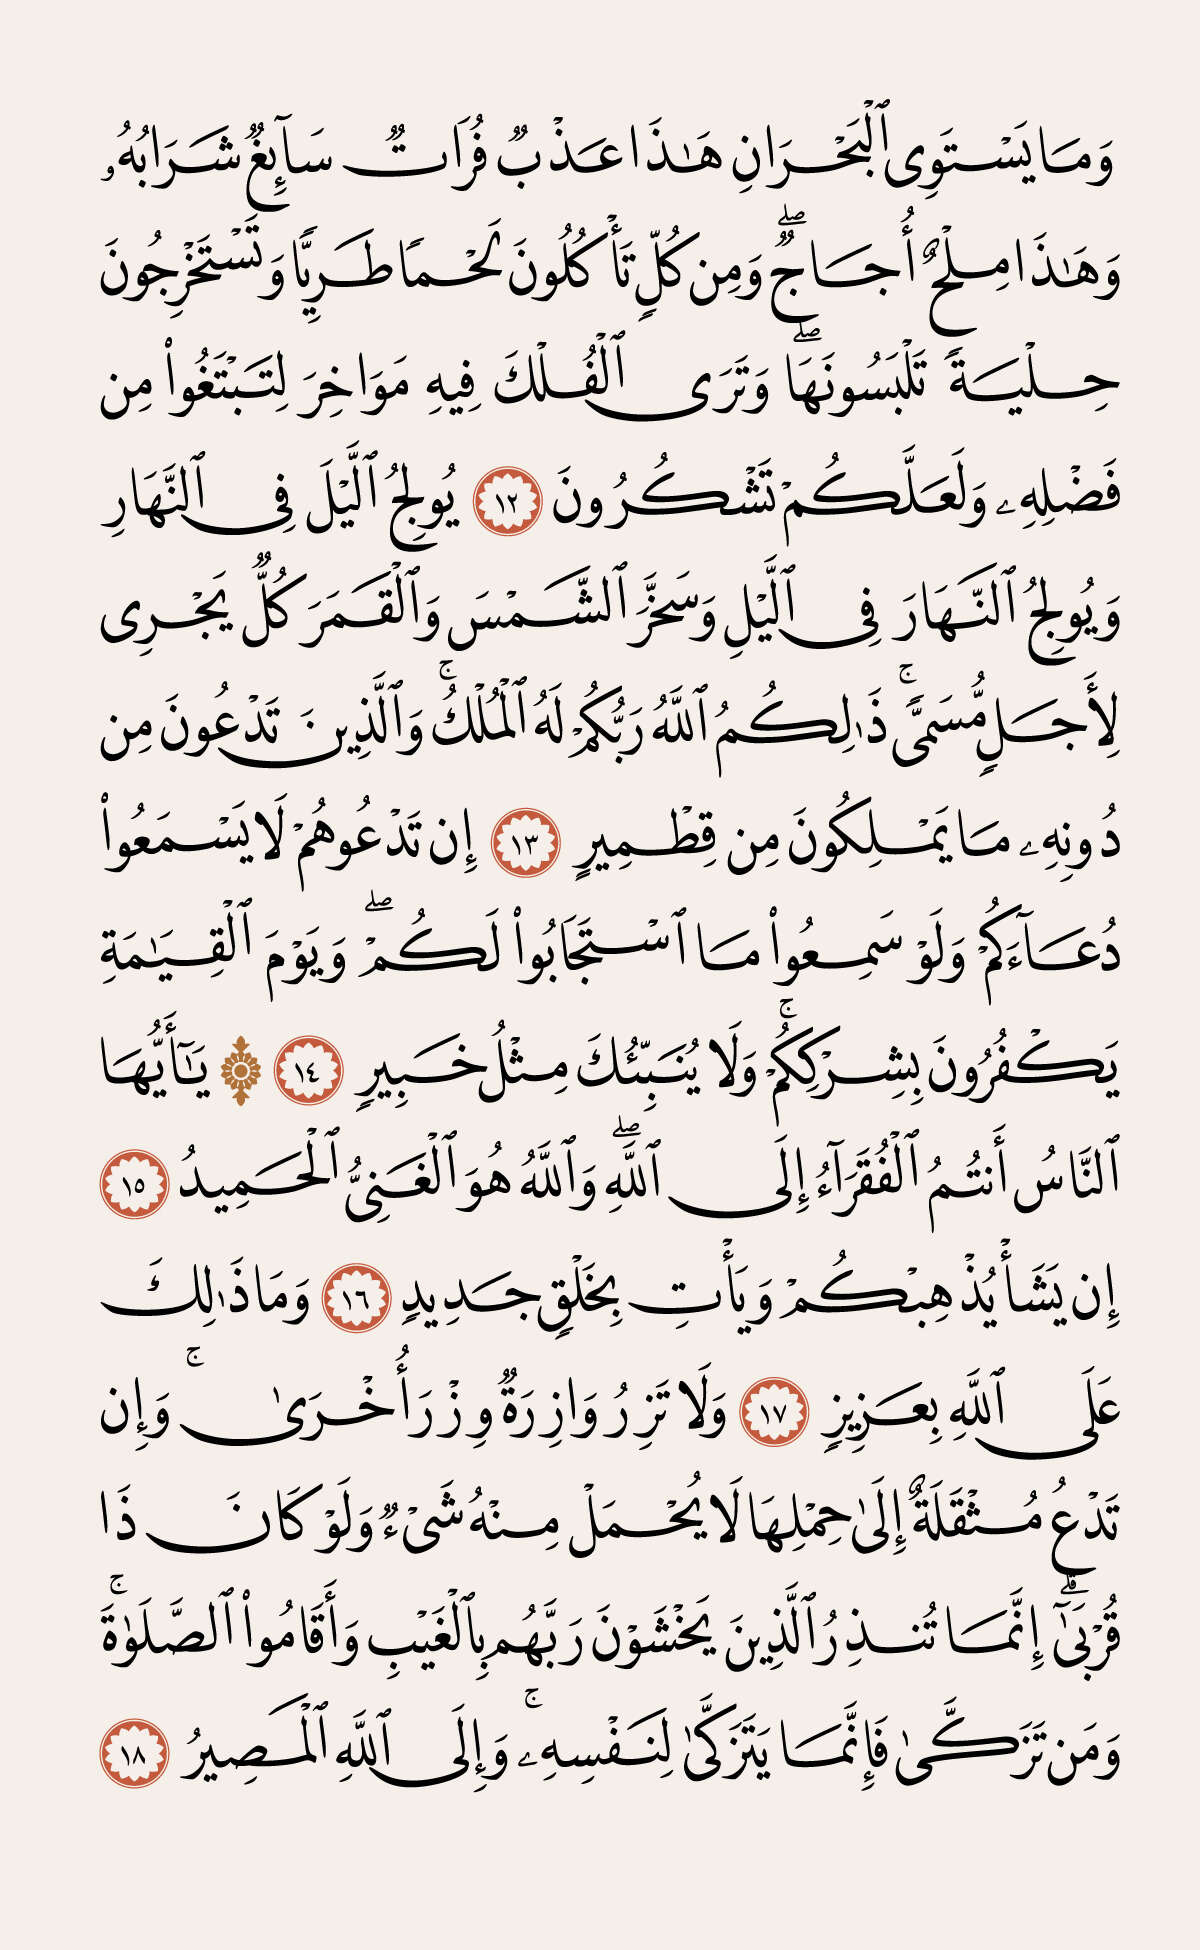 وَمَا يَسْتَوِى ٱلْبَحْرَانِ هَـٰذَا عَذْبٌ فُرَاتٌ سَآئِغٌ شَرَابُهُۥ
وَهَـٰذَا مِلْحٌ أُجَاجٌ ۖ وَمِن كُلٍّ تَأْكُلُونَ لَحْمًا طَرِيًّا وَتَسْتَخْرِجُونَ
حِلْيَةً تَلْبَسُونَهَا ۖ وَتَرَى ٱلْفُلْكَ فِيهِ مَوَاخِرَ لِتَبْتَغُوا۟ مِن
فَضْلِهِۦ وَلَعَلَّكُمْ تَشْكُرُونَ ١٢ يُولِجُ ٱلَّيْلَ فِى ٱلنَّهَارِ
وَيُولِجُ ٱلنَّهَارَ فِى ٱلَّيْلِ وَسَخَّرَ ٱلشَّمْسَ وَٱلْقَمَرَ كُلٌّ يَجْرِى
لِأَجَلٍ مُّسَمًّى ۚ ذَٰلِكُمُ ٱللَّهُ رَبُّكُمْ لَهُ ٱلْمُلْكُ ۚ وَٱلَّذِينَ تَدْعُونَ مِن
دُونِهِۦ مَا يَمْلِكُونَ مِن قِطْمِيرٍ ١٣ إِن تَدْعُوهُمْ لَا يَسْمَعُوا۟
دُعَآءَكُمْ وَلَوْ سَمِعُوا۟ مَا ٱسْتَجَابُوا۟ لَكُمْ ۖ وَيَوْمَ ٱلْقِيَـٰمَةِ
يَكْفُرُونَ بِشِرْكِكُمْ ۚ وَلَا يُنَبِّئُكَ مِثْلُ خَبِيرٍ ١٤ ۞ يَـٰٓأَيُّهَا
ٱلنَّاسُ أَنتُمُ ٱلْفُقَرَآءُ إِلَى ٱللَّهِ ۖ وَٱللَّهُ هُوَ ٱلْغَنِىُّ ٱلْحَمِيدُ ١٥
إِن يَشَأْ يُذْهِبْكُمْ وَيَأْتِ بِخَلْقٍ جَدِيدٍ ١٦ وَمَا ذَٰلِكَ
عَلَى ٱللَّهِ بِعَزِيزٍ ١٧ وَلَا تَزِرُ وَازِرَةٌ وِزْرَ أُخْرَىٰ ۚ وَإِن
تَدْعُ مُثْقَلَةٌ إِلَىٰ حِمْلِهَا لَا يُحْمَلْ مِنْهُ شَىْءٌ وَلَوْ كَانَ ذَا
قُرْبَىٰٓ ۗ إِنَّمَا تُنذِرُ ٱلَّذِينَ يَخْشَوْنَ رَبَّهُم بِٱلْغَيْبِ وَأَقَامُوا۟ ٱلصَّلَوٰةَ ۚ
وَمَن تَزَكَّىٰ فَإِنَّمَا يَتَزَكَّىٰ لِنَفْسِهِۦ ۚ وَإِلَى ٱللَّهِ ٱلْمَصِيرُ ١٨